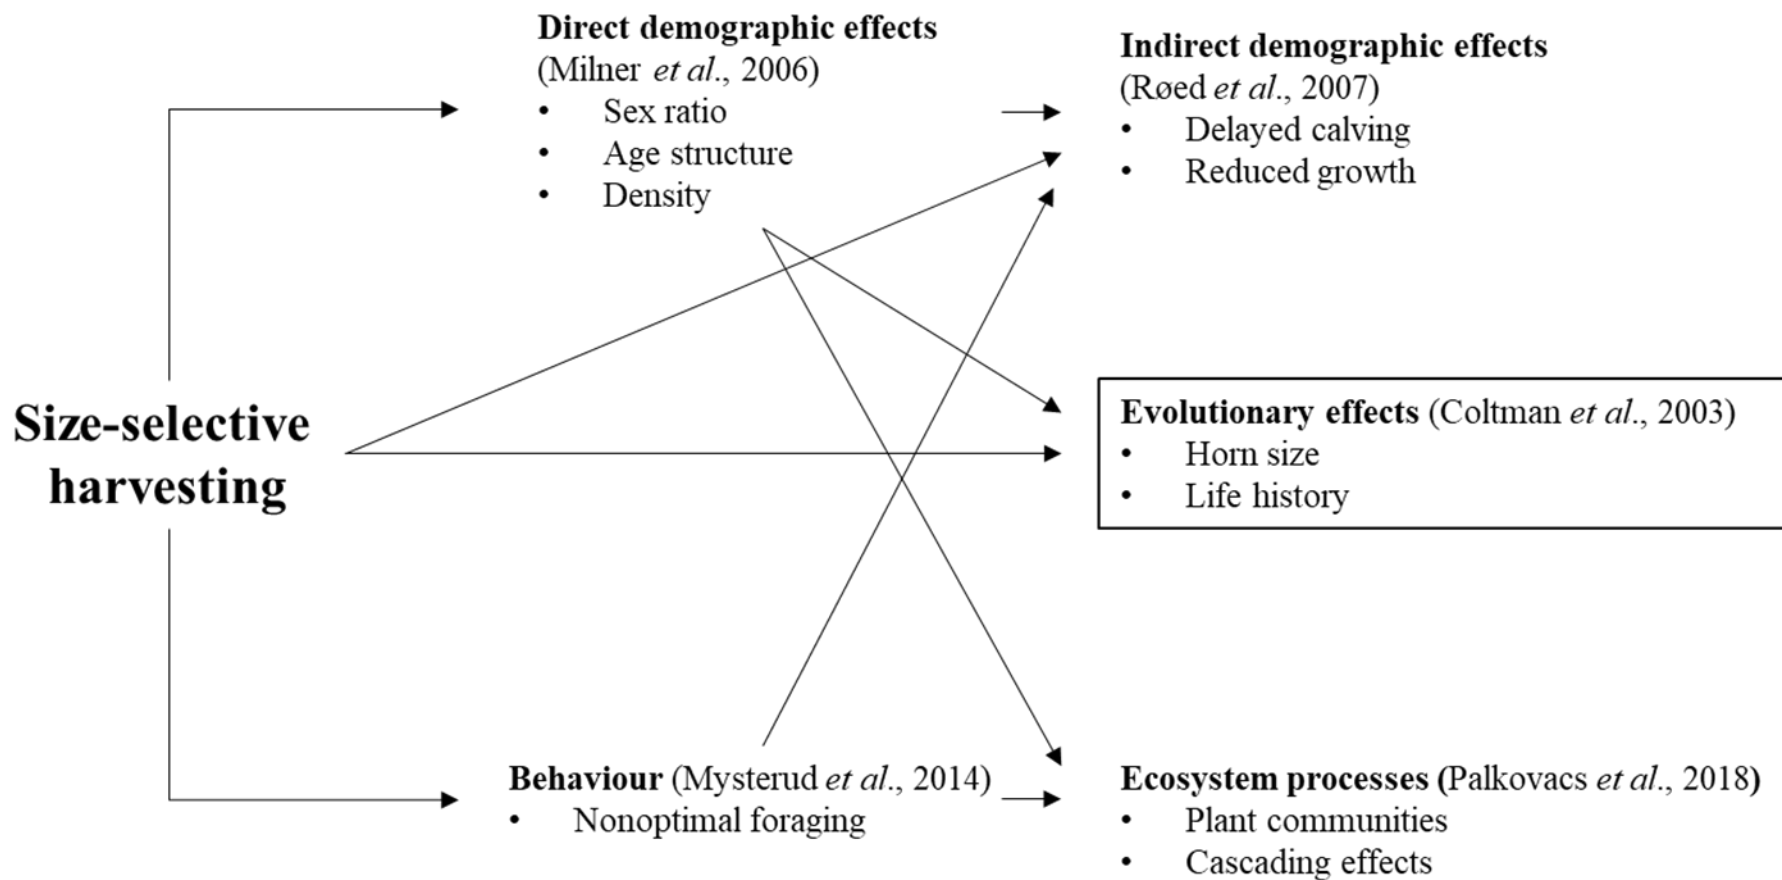 Direct demographic effects
(Milner et al., 2006)
• Sex ratio
• Age structure
• Density
Indirect demographic effects
(Røed et al., 2007)
• Delayed calving
• Reduced growth
Size-selective
harvesting
Evolutionary effects (Coltman et al., 2003)
• Horn size
• Life history
Behaviour (Mysterud et al., 2014)
• Nonoptimal foraging
Ecosystem processes (Palkovacs et al., 2018)
• Plant communities
• Cascading effects